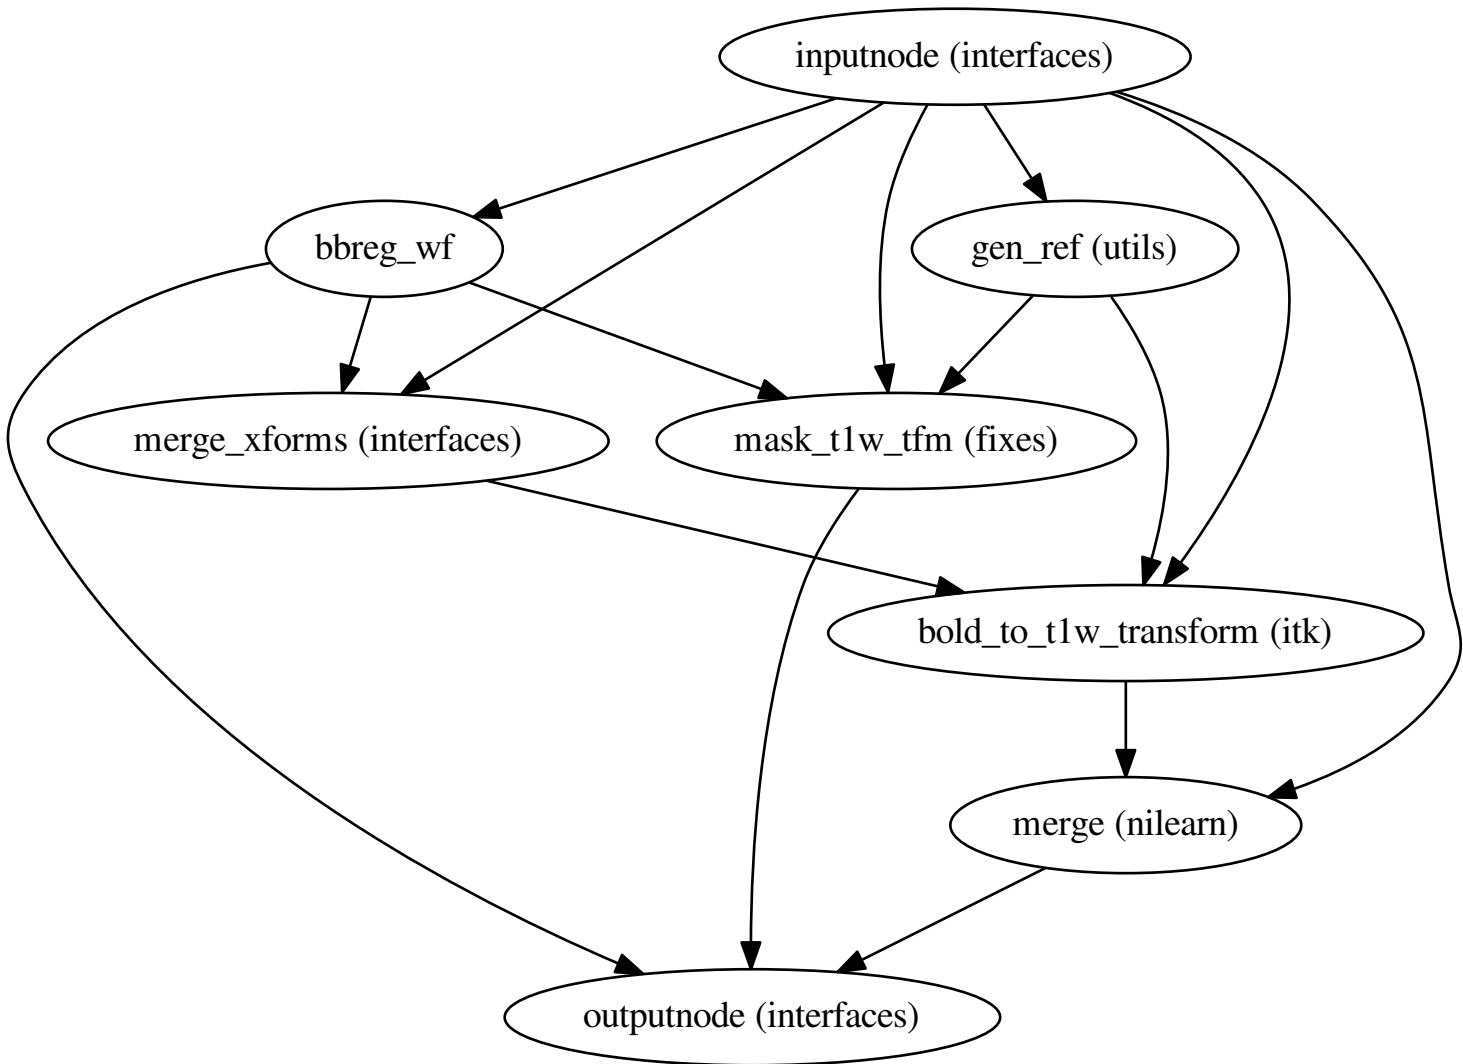 inputnode (interfaces)
bbreg_wf
gen_ref (utils)
merge_xforms (interfaces)
mask_t1w_tfm (fixes)
bold_to_t1w_transform (itk)
merge (nilearn)
outputnode (interfaces)